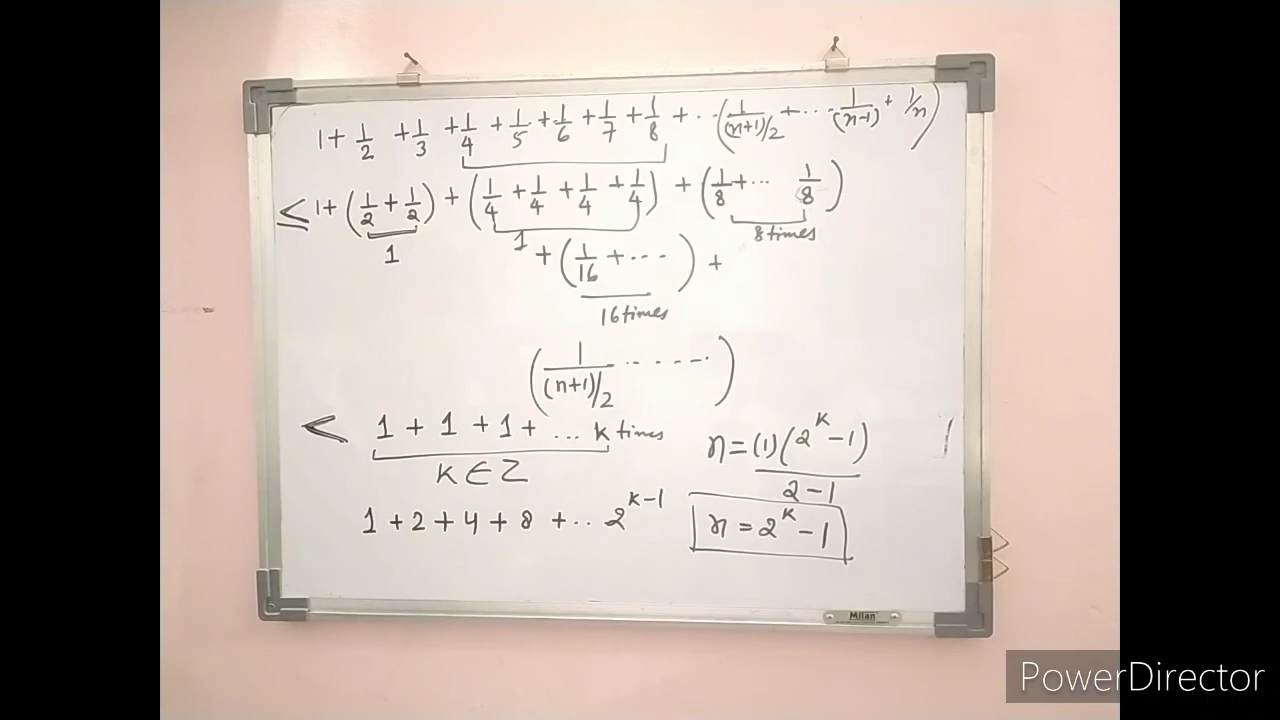 1 + 1/2 + 1/3 + 1/4 + 1/5 + 1/6 + 1/7 + 1/8 + ..(1/(n+1)/2 + ... 1/(n-1) + 1/n)
≤ 1 + (1/2 + 1/2) + (1/4 + 1/4 + 1/4 + 1/4) + (1/8 + ... 1/8)
1 1 8 times
+ (1/16 + ... ) +
16 times
(1/(n+1)/2 ......)
< 1 + 1 + 1 + ... k times
K ∈ Z
n = (1)(2^k - 1)/2 - 1
1 + 2 + 4 + 8 + .. 2^k-1
n = 2^k - 1
Milan
PowerDirector